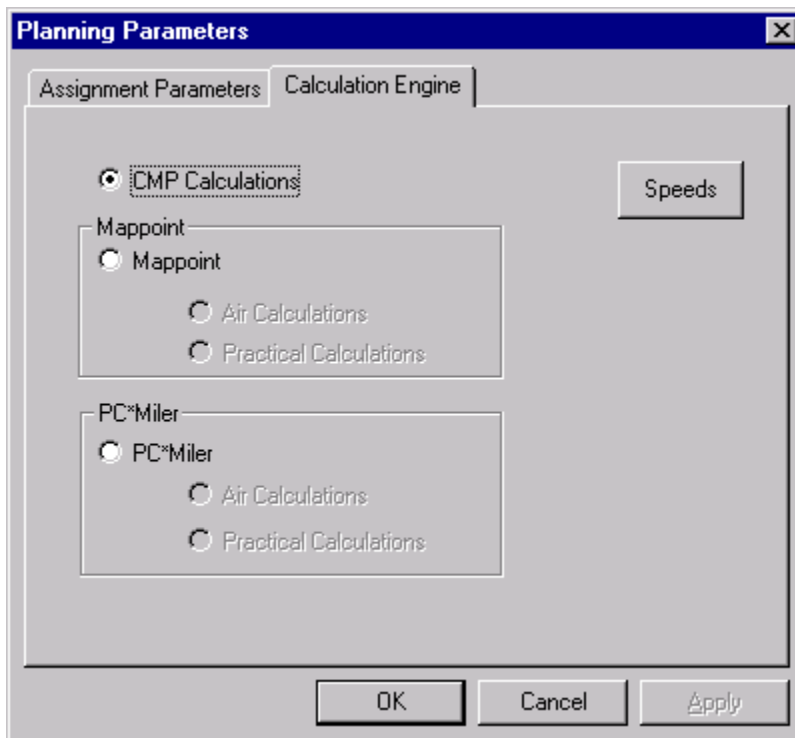 Planning Parameters
Assignment Parameters
Calculation Engine
CMP Calculations
Speeds
Mappoint
Mappoint
Air Calculations
Practical Calculations
PC*Miler
PC*Miler
Air Calculations
Practical Calculations
OK
Cancel
Apply